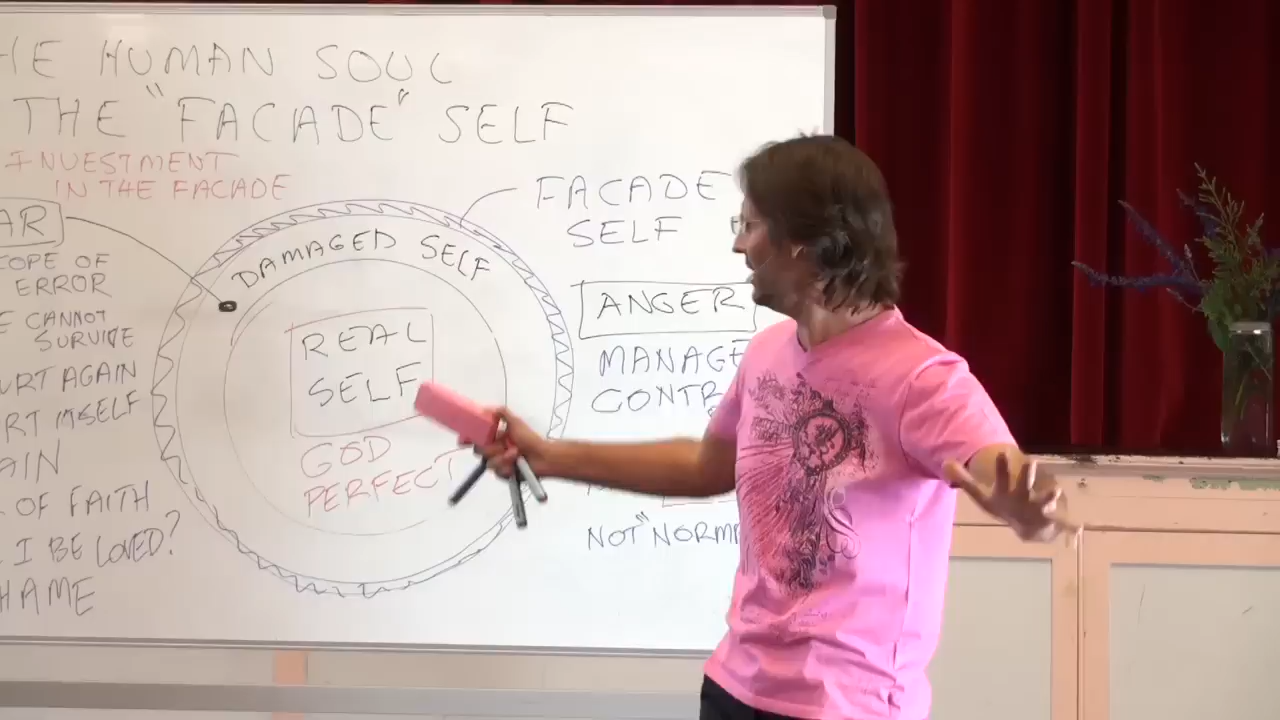 HE HUMAN SOUL
THE "FACADE" SELF
INVESTMENT
IN THE FACADE
AR
COPE OF
ERROR
E CANNOT
SURVIVE
URT AGAIN
RT MYSELF
AIN
OF FAITH
I BE LOVED?
HAME
DAMAGED SELF
REAL
SELF
GOD
PERFECT
FACADE
SELF
ANGER
MANAGE
CONTR
NOT "NORM